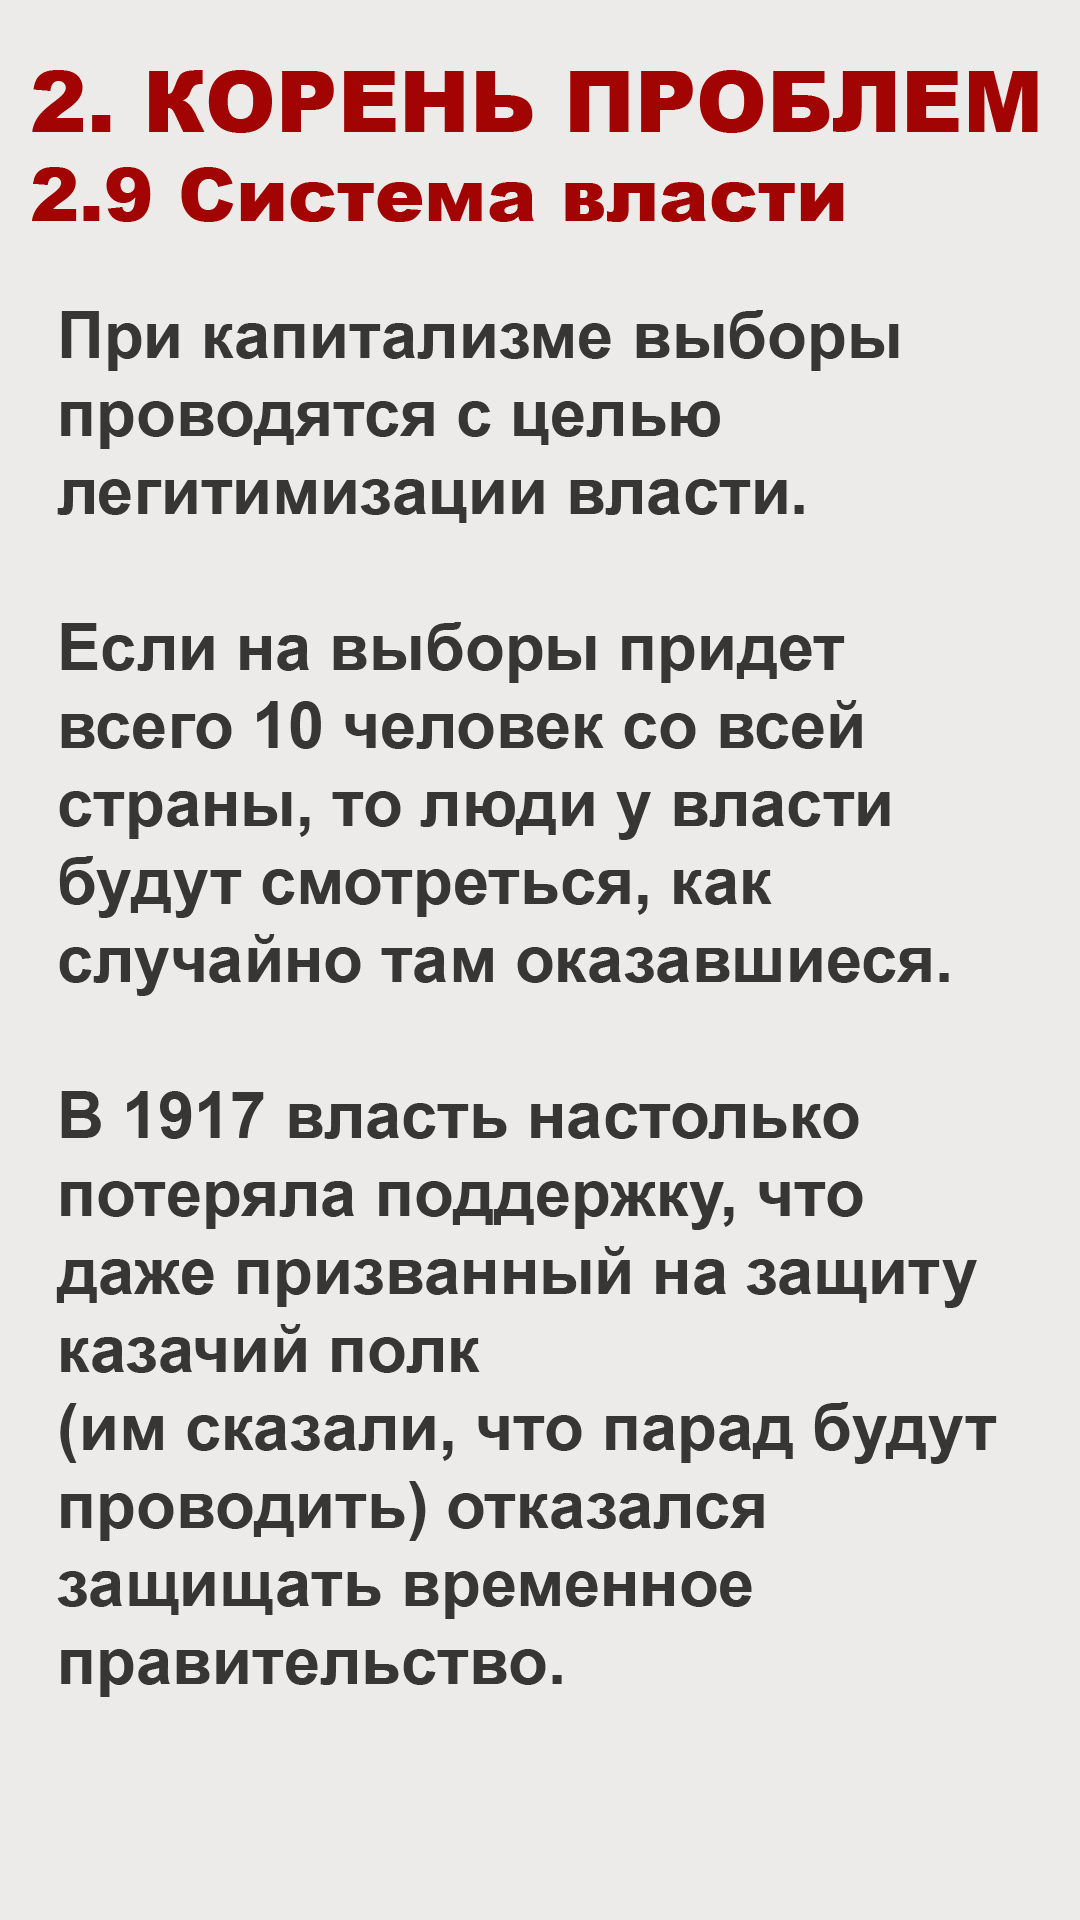 2. КОРЕНЬ ПРОБЛЕМ
2.9 Система власти
При капитализме выборы
проводятся с целью
легитимизации власти.
Если на выборы придет
всего 10 человек со всей
страны, то люди у власти
будут смотреться, как
случайно там оказавшиеся.
В 1917 власть настолько
потеряла поддержку, что
даже призванный на защиту
казачий полк
(им сказали, что парад будут
проводить) отказался
защищать временное
правительство.